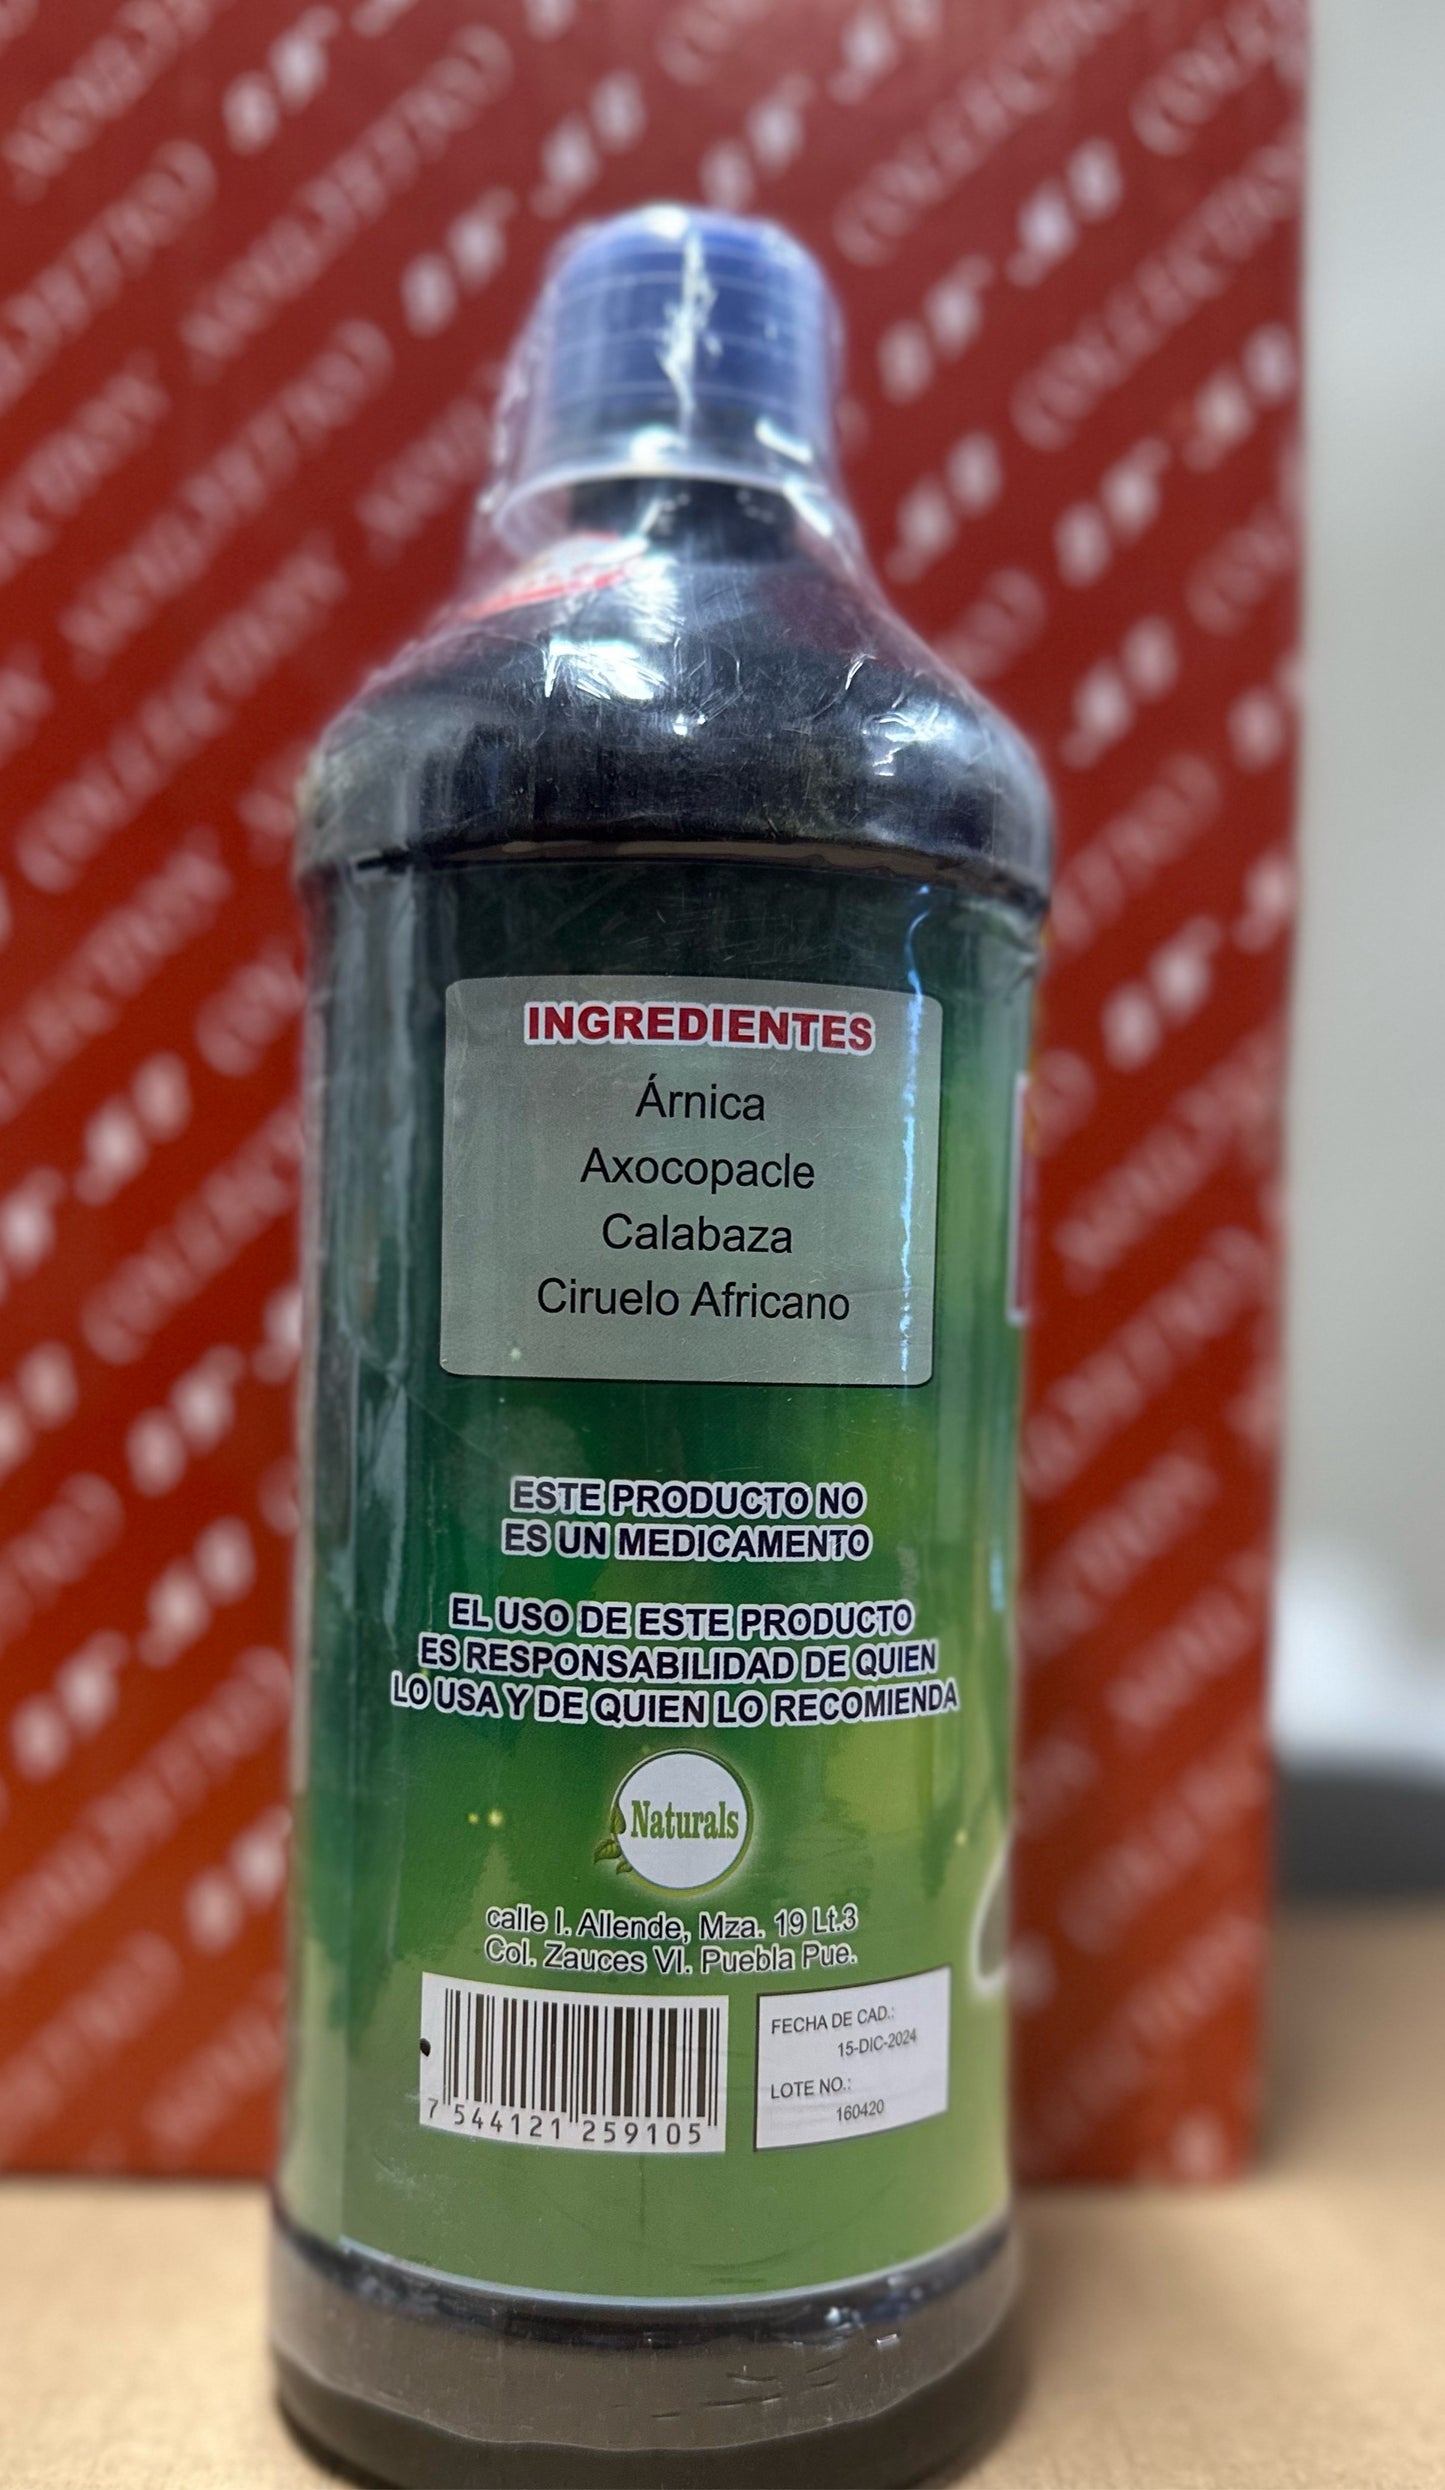 INGREDIENTES
Árnica
Axocopacle
Calabaza
Ciruelo Africano
ESTE PRODUCTO NO
ES UN MEDICAMENTO
EL USO DE ESTE PRODUCTO
ES RESPONSABILIDAD DE QUIEN
LO USA Y DE QUIEN LO RECOMIENDA
Naturals
calle I. Allende, Mza. 19 Lt.3
Col. Zauces VI. Puebla Pue.
7 544121 259105
FECHA DE CAD.:
15-DIC-2024
LOTE NO.:
160420